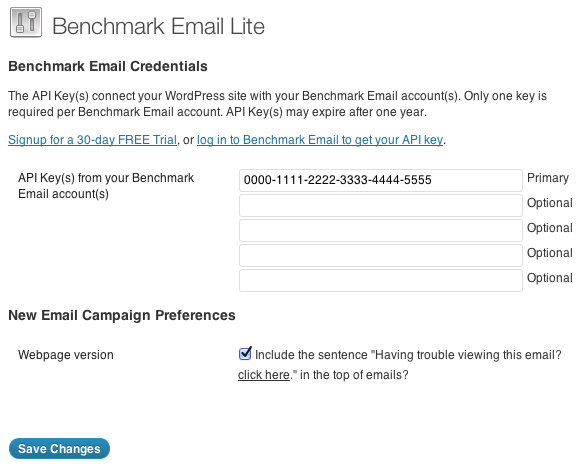 Benchmark Email Lite
Benchmark Email Credentials
The API Key(s) connect your WordPress site with your Benchmark Email account(s). Only one key is
required per Benchmark Email account. API Key(s) may expire after one year.
Signup for a 30-day FREE Trial, or log in to Benchmark Email to get your API key.
API Key(s) from your Benchmark
Email account(s)
0000-1111-2222-3333-4444-5555 Primary
Optional
Optional
Optional
Optional
New Email Campaign Preferences
Webpage version
Include the sentence "Having trouble viewing this email?
click here." in the top of emails?
Save Changes